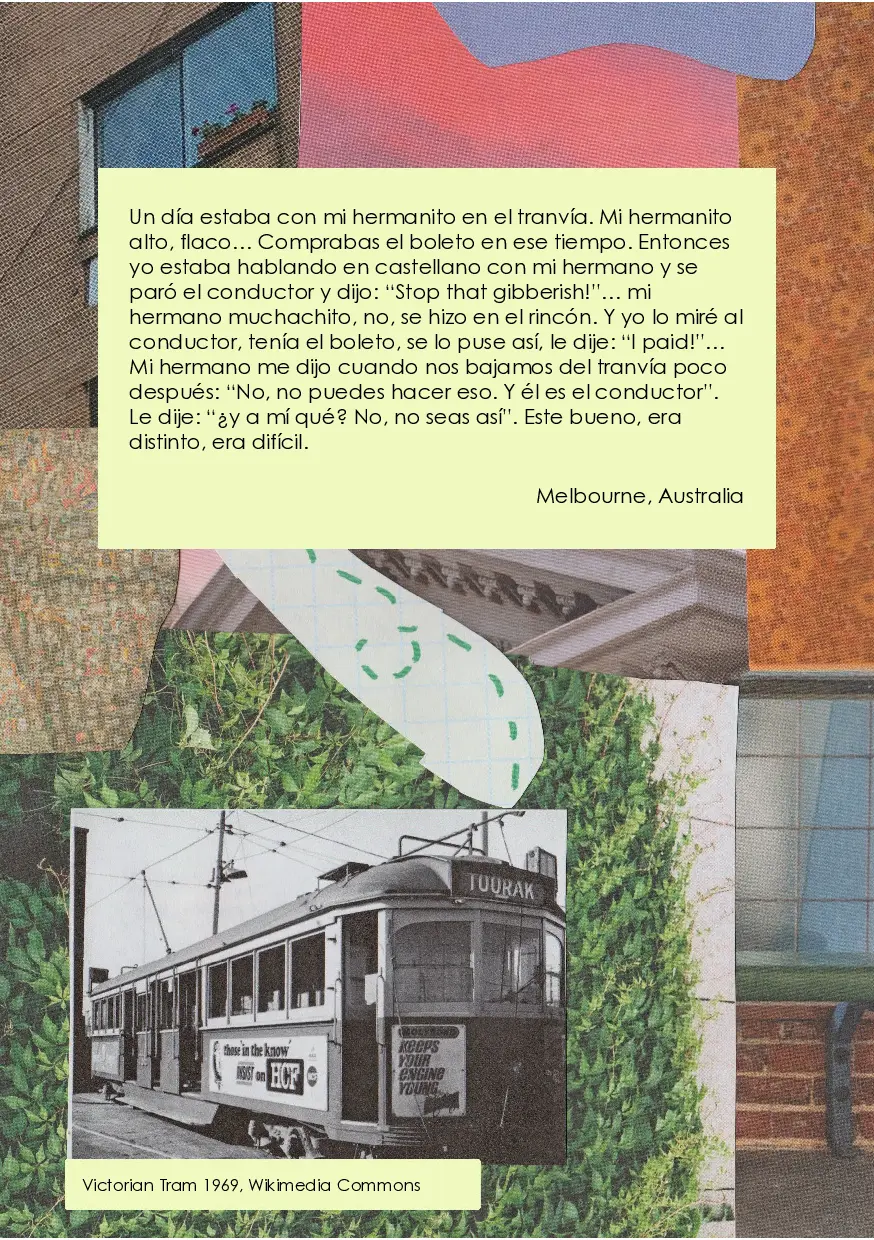 Un día estaba con mi hermanito en el tranvía. Mi hermanito
alto, flaco… Comprabas el boleto en ese tiempo. Entonces
yo estaba hablando en castellano con mi hermano y se
paró el conductor y dijo: “Stop that gibberish!”… mi
hermano muchachito, no, se hizo en el rincón. Y yo lo miré al
conductor, tenía el boleto, se lo puse así, le dije: “I paid!”…
Mi hermano me dijo cuando nos bajamos del tranvía poco
después: “No, no puedes hacer eso. Y él es el conductor”.
Le dije: “¿y a mí qué? No, no seas así”. Este bueno, era
distinto, era difícil.
Melbourne, Australia
TOORAK
those 'in the know'
INSIST on HCF
MOLYBOND
KEEPS
YOUR
ENGINE
YOUNG
Victorian Tram 1969, Wikimedia Commons